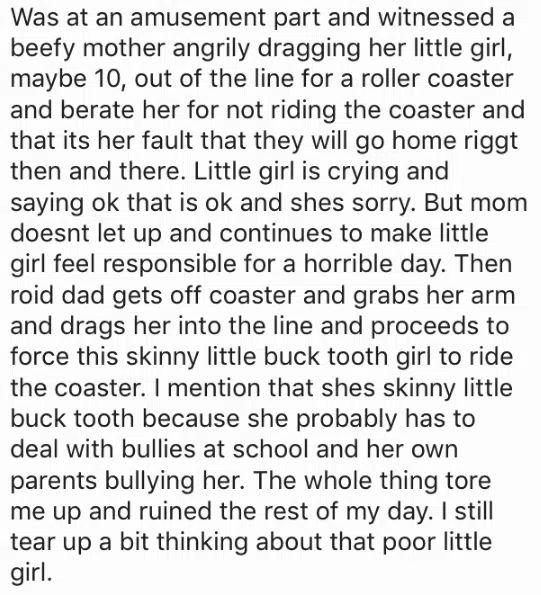 Was at an amusement part and witnessed a
beefy mother angrily dragging her little girl,
maybe 10, out of the line for a roller coaster
and berate her for not riding the coaster and
that its her fault that they will go home riggt
then and there. Little girl is crying and
saying ok that is ok and shes sorry. But mom
doesnt let up and continues to make little
girl feel responsible for a horrible day. Then
roid dad gets off coaster and grabs her arm
and drags her into the line and proceeds to
force this skinny little buck tooth girl to ride
the coaster. I mention that shes skinny little
buck tooth because she probably has to
deal with bullies at school and her own
parents bullying her. The whole thing tore
me up and ruined the rest of my day. I still
tear up a bit thinking about that poor little
girl.